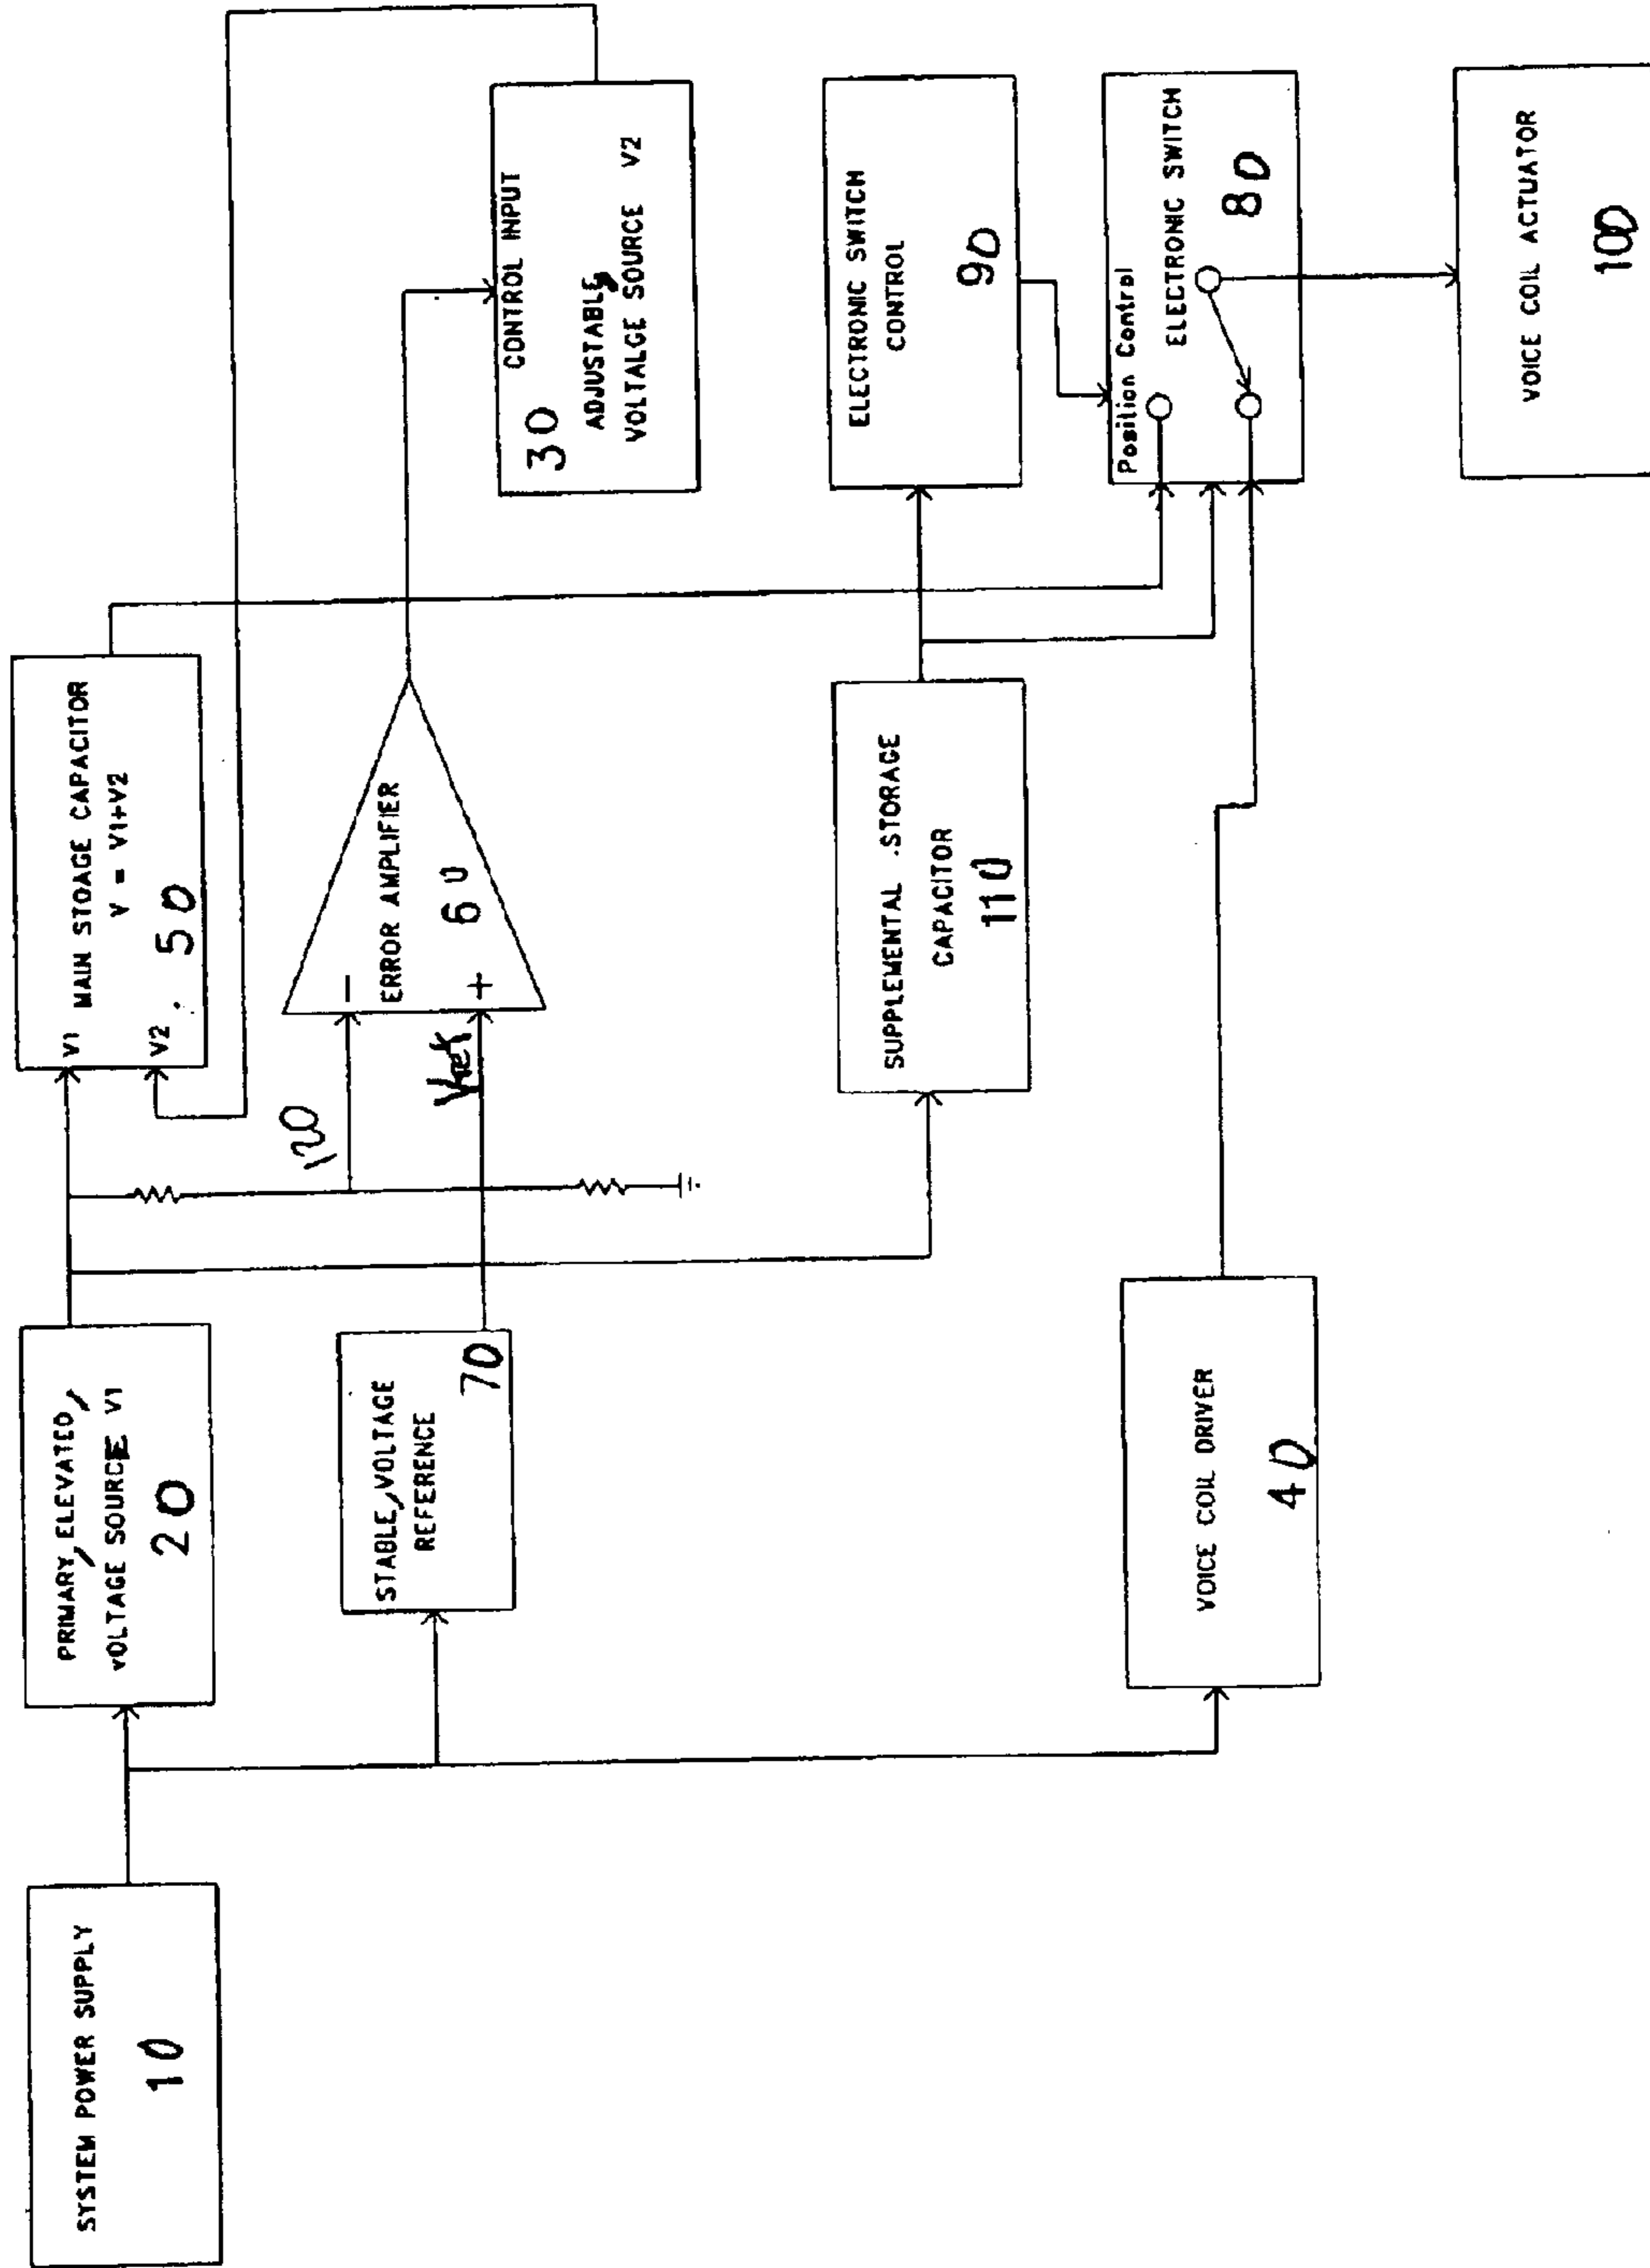 SYSTEM POWER SUPPLY
10
PRIMARY, ELEVATED,
VOLTAGE SOURCE V1
20
STABLE, VOLTAGE
REFERENCE
70
VOICE COIL DRIVER
40
V1 MAIN STOAGE CAPACITOR
V = V1+V2
V2
50
120
Vref
-
+
ERROR AMPLIFIER
60
SUPPLEMENTAL STORAGE
CAPACITOR
110
CONTROL INPUT
30
ADJUSTABLE,
VOLTALGE SOURCE V2
ELECTRONIC SWITCH
CONTROL
90
Position Control
ELECTRONIC SWITCH
80
VOICE COIL ACTUATOR
100